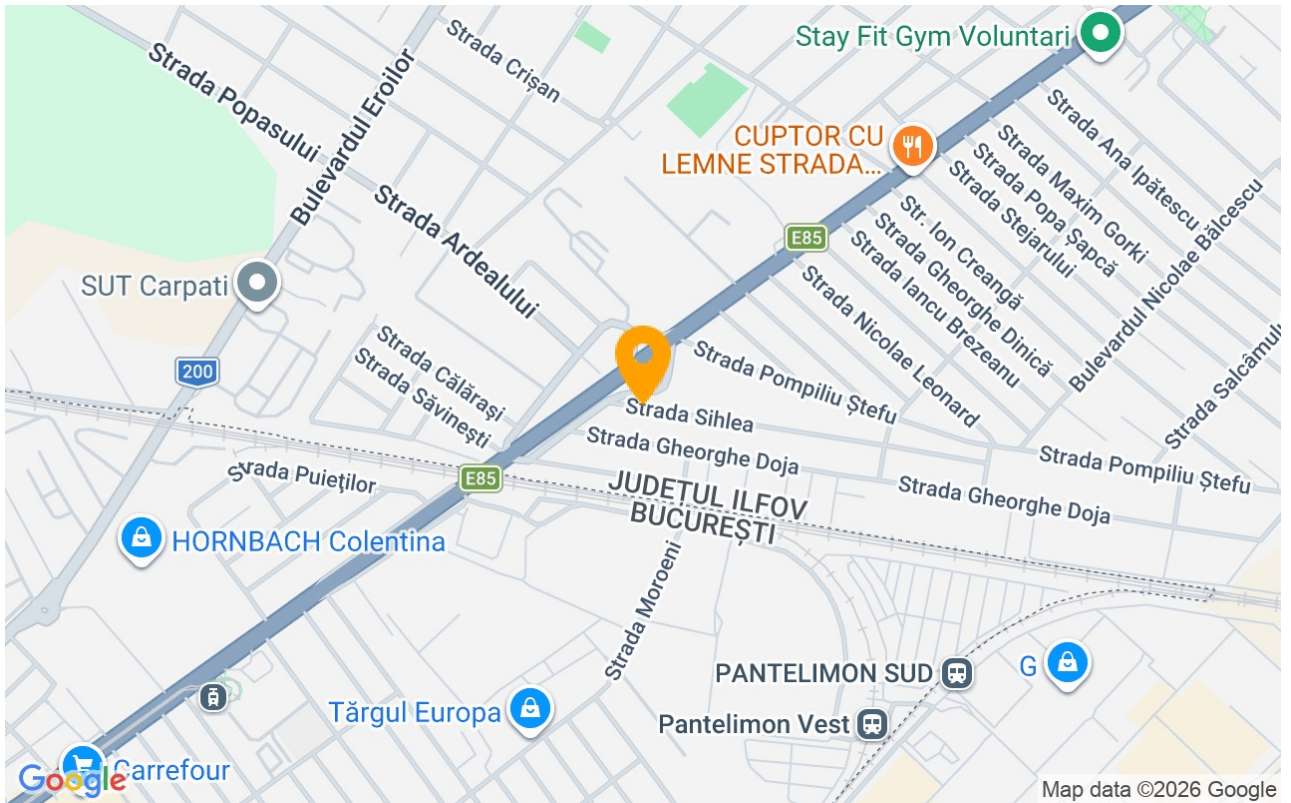 Stay Fit Gym Voluntari
Strada Crișan
Strada Popasului
Bulevardul Eroilor
CUPTOR CU
LEMNE STRADA...
Strada Ana Ipătescu
Strada Maxim Gorki
Strada Popa Șapcă
Strada Stejarului
Bulevardul Nicolae Bălcescu
Strada Ardealului
E85
Str. Ion Creangă
Strada Gheorghe Dinică
Strada Iancu Brezeanu
Strada Nicolae Leonard
SUT Carpati
200
Strada Călărași
Strada Săvinești
Strada Pompiliu Ștefu
Strada Sihlea
Strada Gheorghe Doja
Strada Pompiliu Ștefu
Strada Gheorghe Doja
E85
Strada Puieţilor
JUDEȚUL ILFOV
BUCUREȘTI
HORNBACH Colentina
Strada Moroeni
PANTELIMON SUD
G
Tărgul Europa
Pantelimon Vest
Carrefour
Google
Map data ©2026 Google